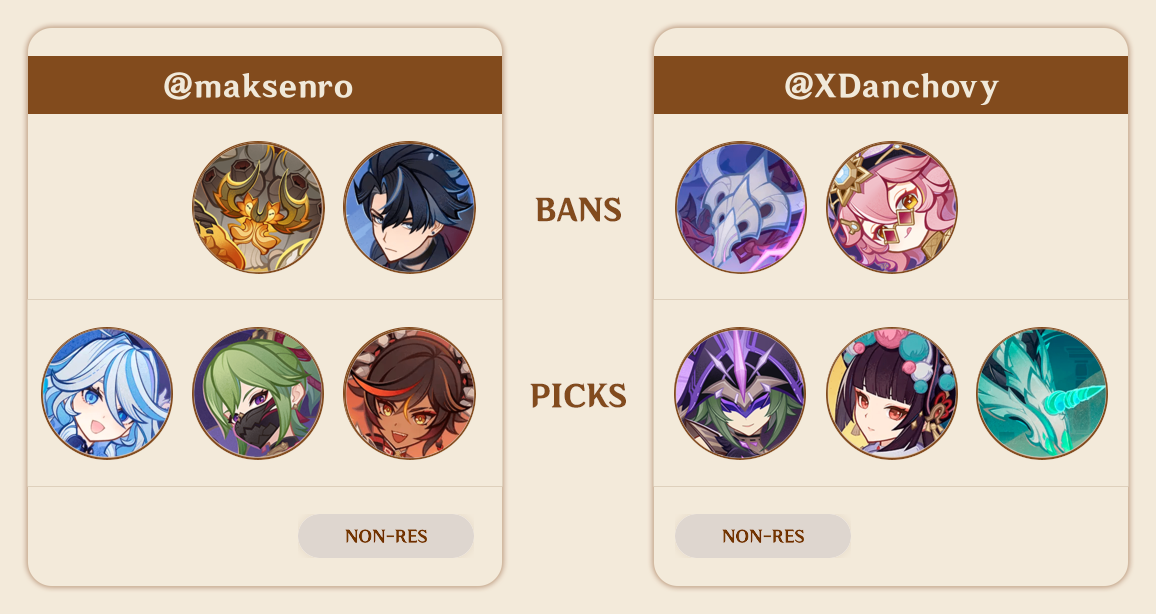 @maksenro
@XDanchovy
BANS
PICKS
NON-RES
NON-RES